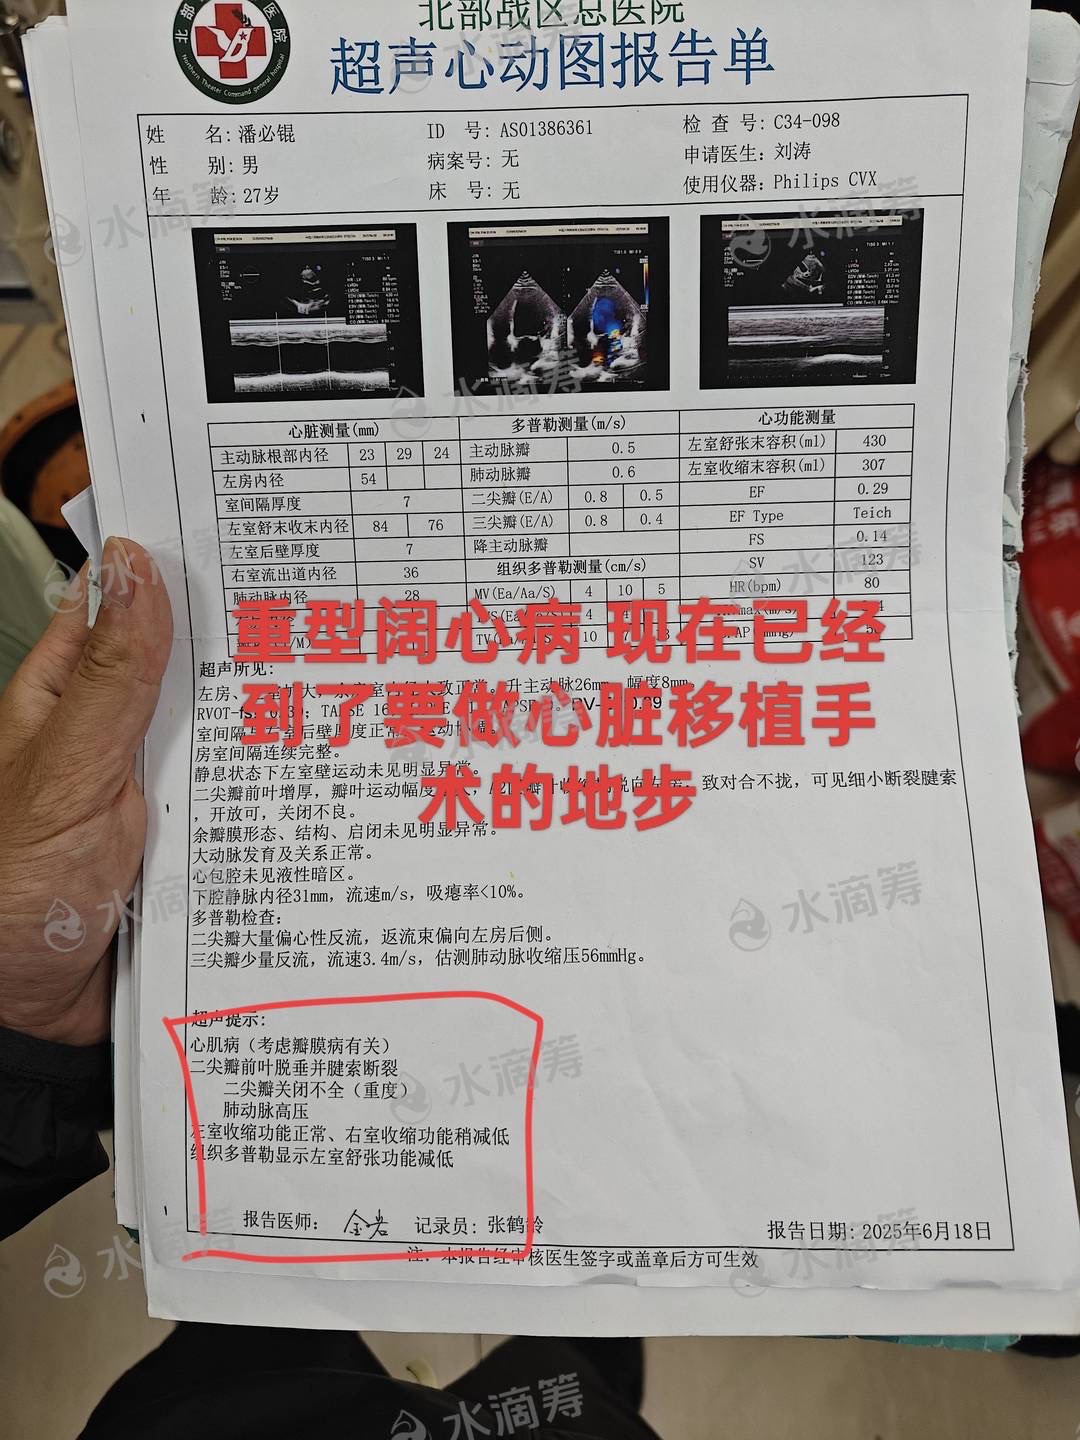 北部战区总医院
Northern Theater Command general hospital
超声心动图报告单
姓 名: 潘必锟 ID 号: AS01386361 检 查 号: C34-098
性 别: 男 病案号: 无 申请医生: 刘涛
年 龄: 27岁 床 号: 无 使用仪器: Philips CVX
心脏测量(mm) 多普勒测量(m/s) 心功能测量
主动脉根部内径 23 29 24 主动脉瓣 0.5 左室舒张末容积(ml) 430
左房内径 54 肺动脉瓣 0.6 左室收缩末容积(ml) 307
室间隔厚度 7 二尖瓣(E/A) 0.8 0.5 EF 0.29
左室舒末收末内径 84 76 三尖瓣(E/A) 0.8 0.4 EF Type Teich
左室后壁厚度 7 降主动脉瓣 FS 0.14
右室流出道内径 36 组织多普勒测量(cm/s) SV 123
肺动脉内径 28 MV(Ea/Aa/S) 4 10 5 HR(bpm) 80
重型阔心病 现在已经
到了要做心脏移植手
术的地步
超声所见:
升主动脉26mm，幅度8mm
室间隔
房室间隔连续完整。
静息状态下左室壁运动未见明显异常。
二尖瓣前叶增厚，瓣叶运动幅度 致对合不拢，可见细小断裂腱索
，开放可，关闭不良。
余瓣膜形态、结构、启闭未见明显异常。
大动脉发育及关系正常。
心包腔未见液性暗区。
下腔静脉内径31mm，流速m/s，吸瘪率<10%。
多普勒检查:
二尖瓣大量偏心性反流，返流束偏向左房后侧。
三尖瓣少量反流，流速3.4m/s，估测肺动脉收缩压56mmHg。
超声提示:
心肌病（考虑瓣膜病有关）
二尖瓣前叶脱垂并腱索断裂
二尖瓣关闭不全（重度）
肺动脉高压
左室收缩功能正常、右室收缩功能稍减低
组织多普勒显示左室舒张功能减低
报告医师: 金岩 记录员: 张鹤龄 报告日期: 2025年6月18日
注: 本报告经审核医生签字或盖章后方可生效
水滴筹